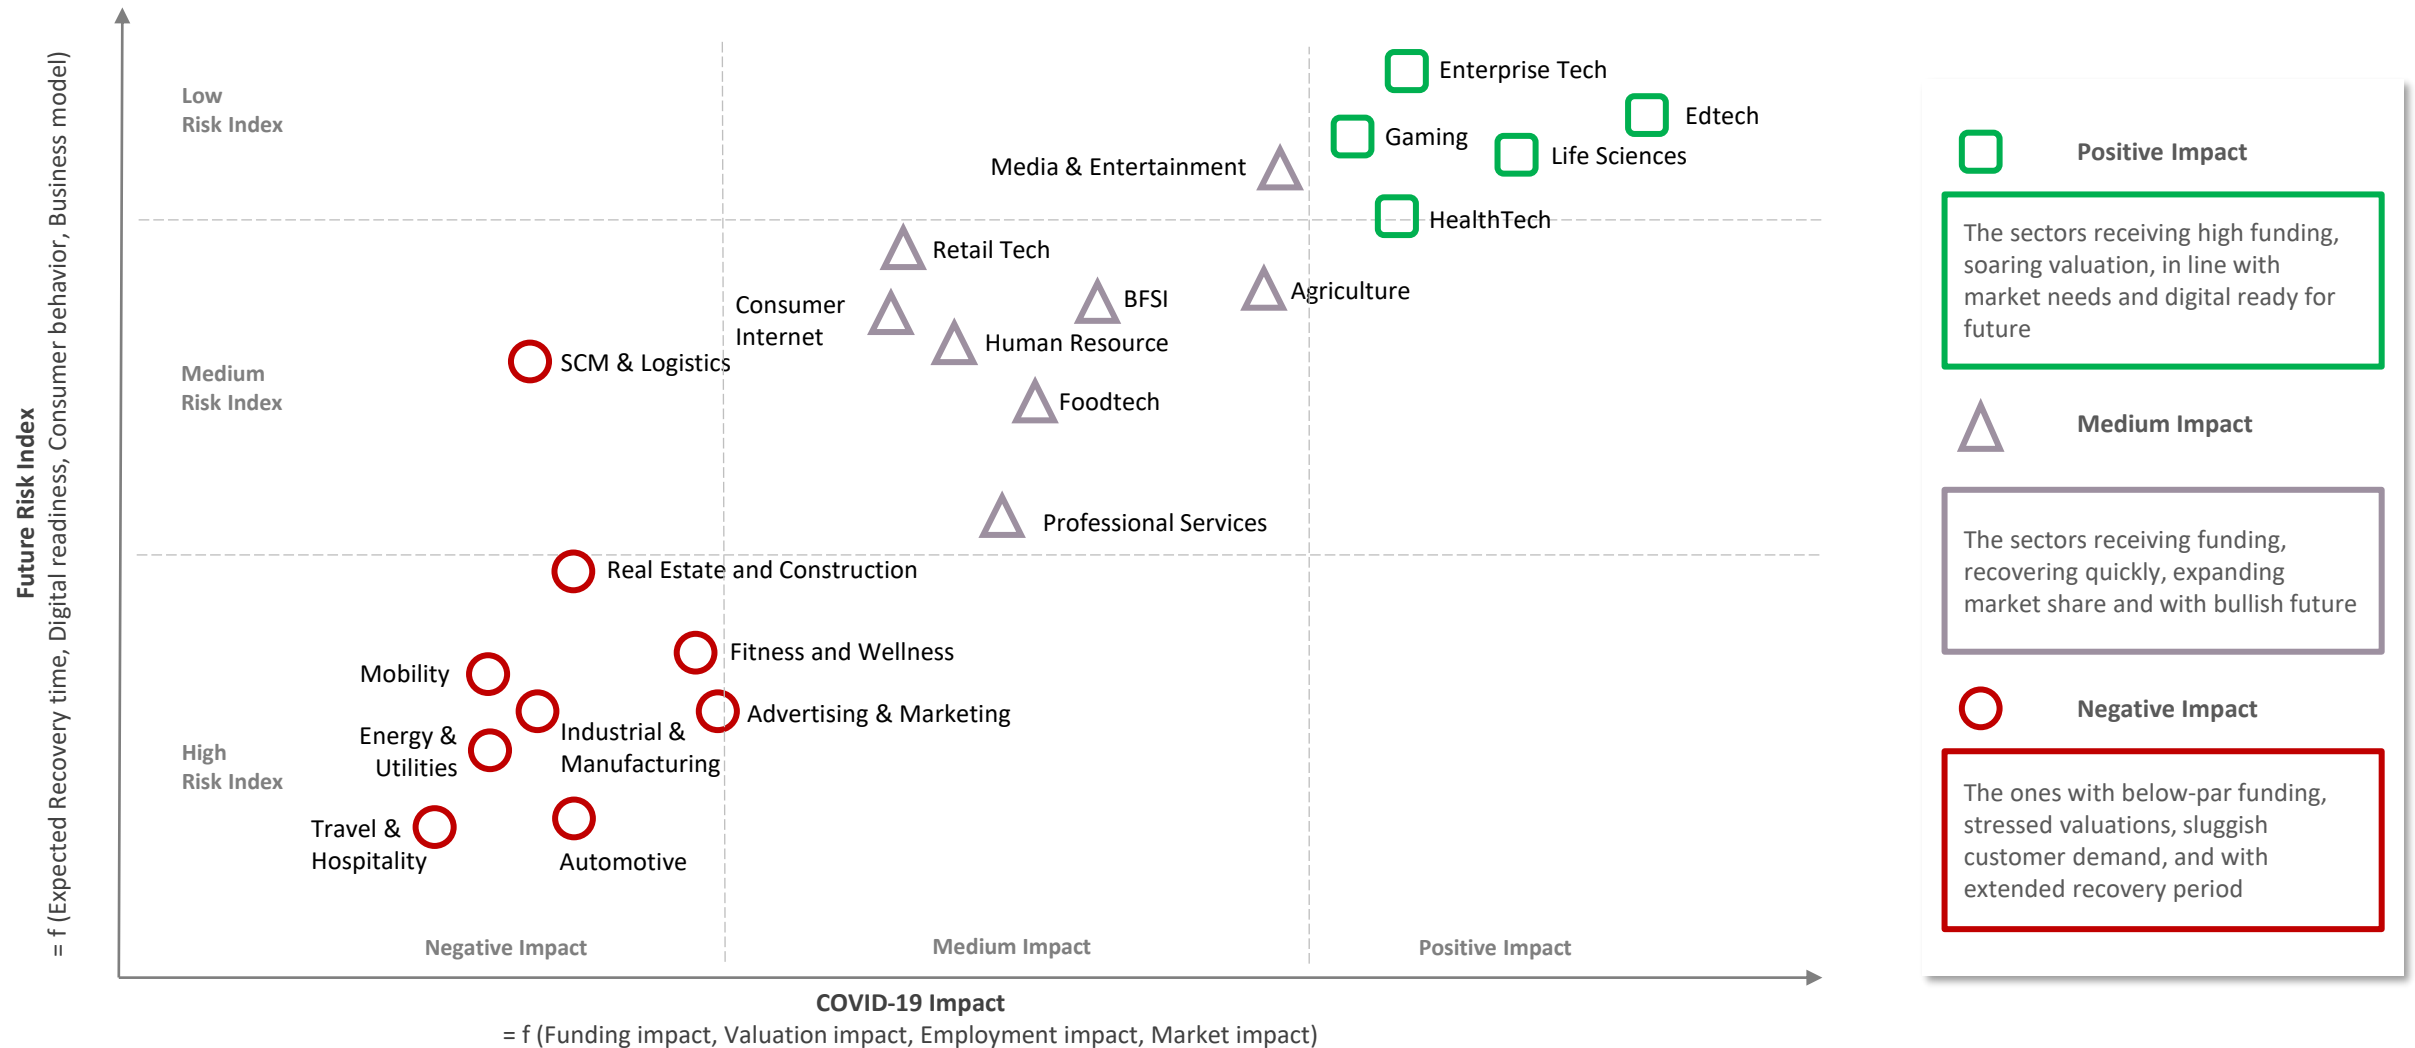 Future Risk Index
= f (Expected Recovery time, Digital readiness, Consumer behavior, Business model)
Low
Risk Index
Medium
Risk Index
High
Risk Index
Enterprise Tech
Edtech
Gaming
Life Sciences
Media & Entertainment
HealthTech
Retail Tech
Agriculture
BFSI
Consumer
Internet
Human Resource
SCM & Logistics
Foodtech
Professional Services
Real Estate and Construction
Fitness and Wellness
Mobility
Advertising & Marketing
Industrial &
Manufacturing
Energy &
Utilities
Travel &
Hospitality
Automotive
Negative Impact
Medium Impact
Positive Impact
COVID-19 Impact
= f (Funding impact, Valuation impact, Employment impact, Market impact)
Positive Impact
The sectors receiving high funding,
soaring valuation, in line with
market needs and digital ready for
future
Medium Impact
The sectors receiving funding,
recovering quickly, expanding
market share and with bullish future
Negative Impact
The ones with below-par funding,
stressed valuations, sluggish
customer demand, and with
extended recovery period